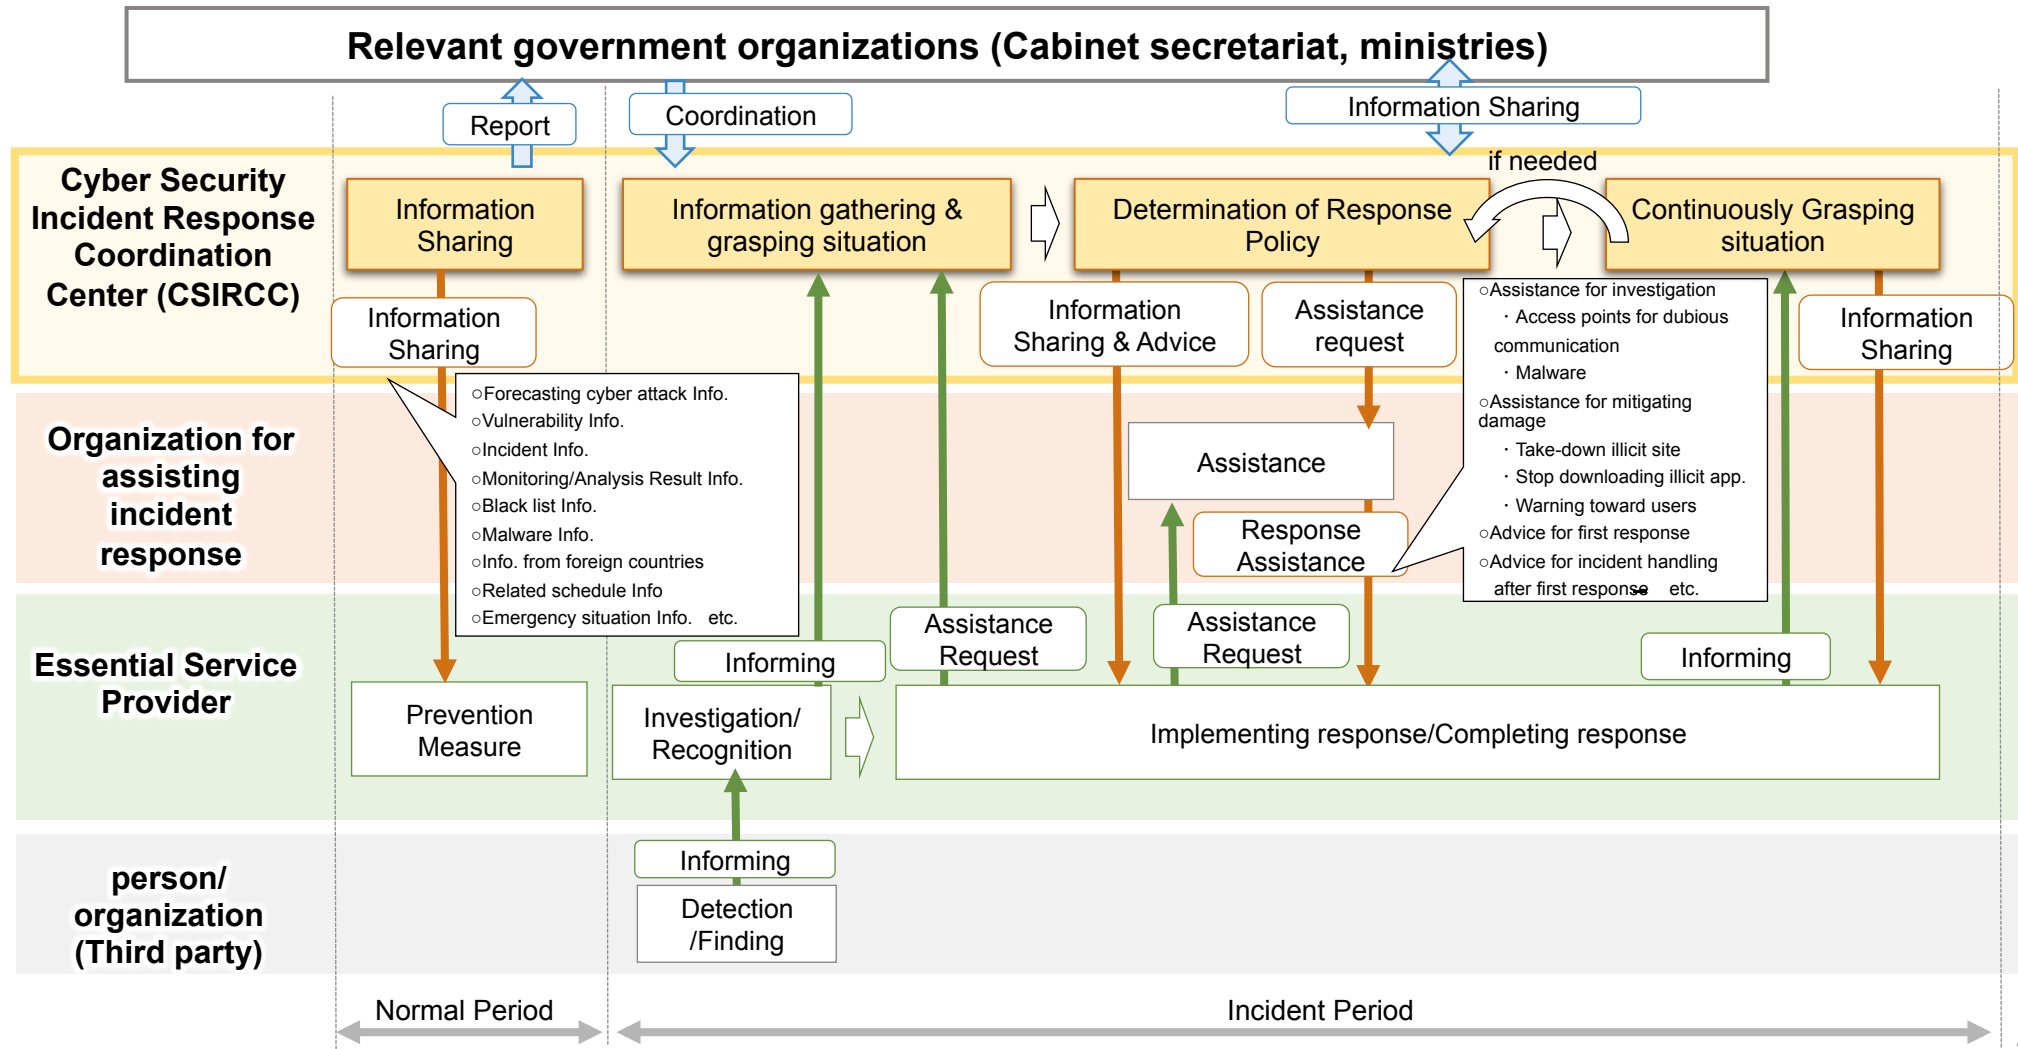 Relevant government organizations (Cabinet secretariat, ministries)
Report
Coordination
Information Sharing
if needed
Cyber Security
Incident Response
Coordination
Center (CSIRCC)
Information
Sharing
Information gathering &
grasping situation
Determination of Response
Policy
Continuously Grasping
situation
Information
Sharing
Information
Sharing & Advice
Assistance
request
Information
Sharing
○Assistance for investigation
・Access points for dubious
communication
・Malware
○Assistance for mitigating
damage
・Take-down illicit site
・Stop downloading illicit app.
・Warning toward users
○Advice for first response
○Advice for incident handling
after first response etc.
○Forecasting cyber attack Info.
○Vulnerability Info.
○Incident Info.
○Monitoring/Analysis Result Info.
○Black list Info.
○Malware Info.
○Info. from foreign countries
○Related schedule Info
○Emergency situation Info. etc.
Organization for
assisting
incident
response
Assistance
Response
Assistance
Essential Service
Provider
Informing
Assistance
Request
Assistance
Request
Informing
Prevention
Measure
Investigation/
Recognition
Implementing response/Completing response
person/
organization
(Third party)
Informing
Detection
/Finding
Normal Period
Incident Period